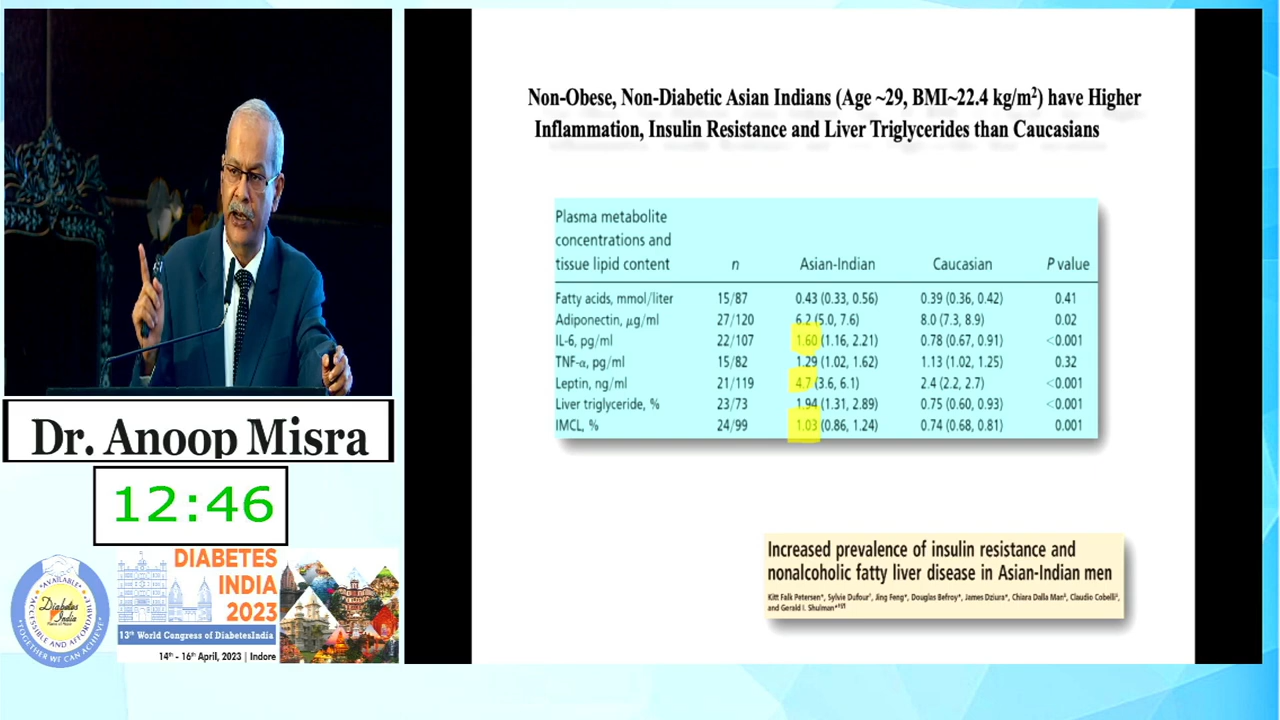 Non-Obese, Non-Diabetic Asian Indians (Age ~29, BMI~22.4 kg/m²) have Higher
Inflammation, Insulin Resistance and Liver Triglycerides than Caucasians
Plasma metabolite
concentrations and
tissue lipid content n Asian-Indian Caucasian P value
Fatty acids, mmol/liter 15/87 0.43 (0.33, 0.56) 0.39 (0.36, 0.42) 0.41
Adiponectin, μg/ml 27/120 6.2 (5.0, 7.6) 8.0 (7.3, 8.9) 0.02
IL-6, pg/ml 22/107 1.60 (1.16, 2.21) 0.78 (0.67, 0.91) <0.001
TNF-α, pg/ml 15/82 1.29 (1.02, 1.62) 1.13 (1.02, 1.25) 0.32
Leptin, ng/ml 21/119 4.7 (3.6, 6.1) 2.4 (2.2, 2.7) <0.001
Liver triglyceride, % 23/73 1.94 (1.31, 2.89) 0.75 (0.60, 0.93) <0.001
IMCL, % 24/99 1.03 (0.86, 1.24) 0.74 (0.68, 0.81) 0.001
Increased prevalence of insulin resistance and
nonalcoholic fatty liver disease in Asian-Indian men
Kitt Falk Petersen*, Sylvie Dufour, Jing Feng*, Douglas Befroy*, James Dziura*, Chiara Dalla Man, Claudio Cobelli,
and Gerald I. Shulman
Dr. Anoop Misra
12:46
AVAILABLE
ACCESSIBLE AND AFFORDABLE
Diabetes
India
TOGETHER WE CAN ACHIEVE
DIABETES
INDIA
2023
13th World Congress of DiabetesIndia
14th - 16th April, 2023 | Indore